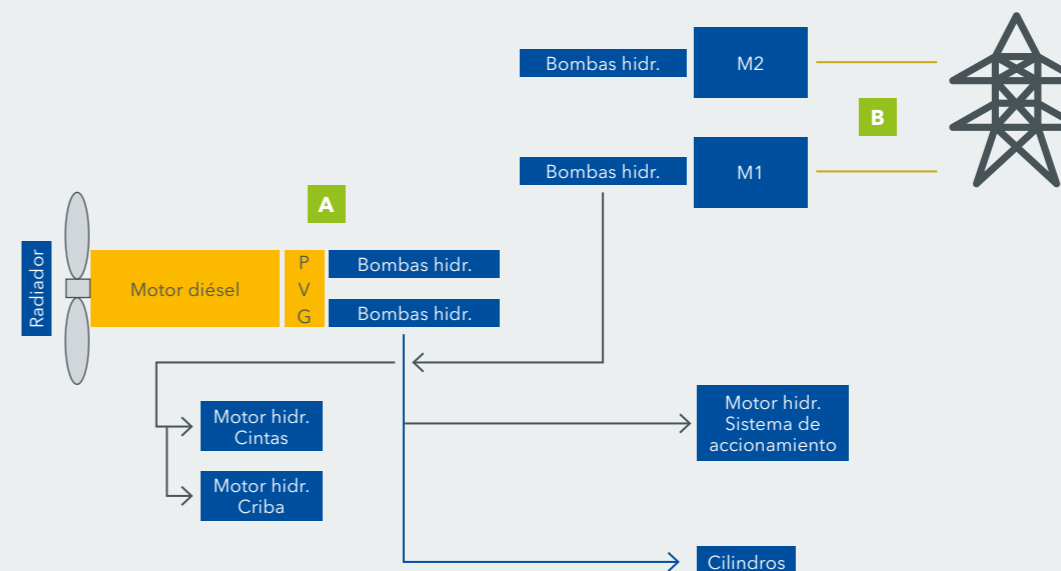 Bombas hidr.
M2
B
Bombas hidr.
M1
A
Radiador
Motor diésel
P
V
G
Bombas hidr.
Bombas hidr.
Motor hidr.
Cintas
Motor hidr.
Sistema de
accionamiento
Motor hidr.
Criba
Cilindros